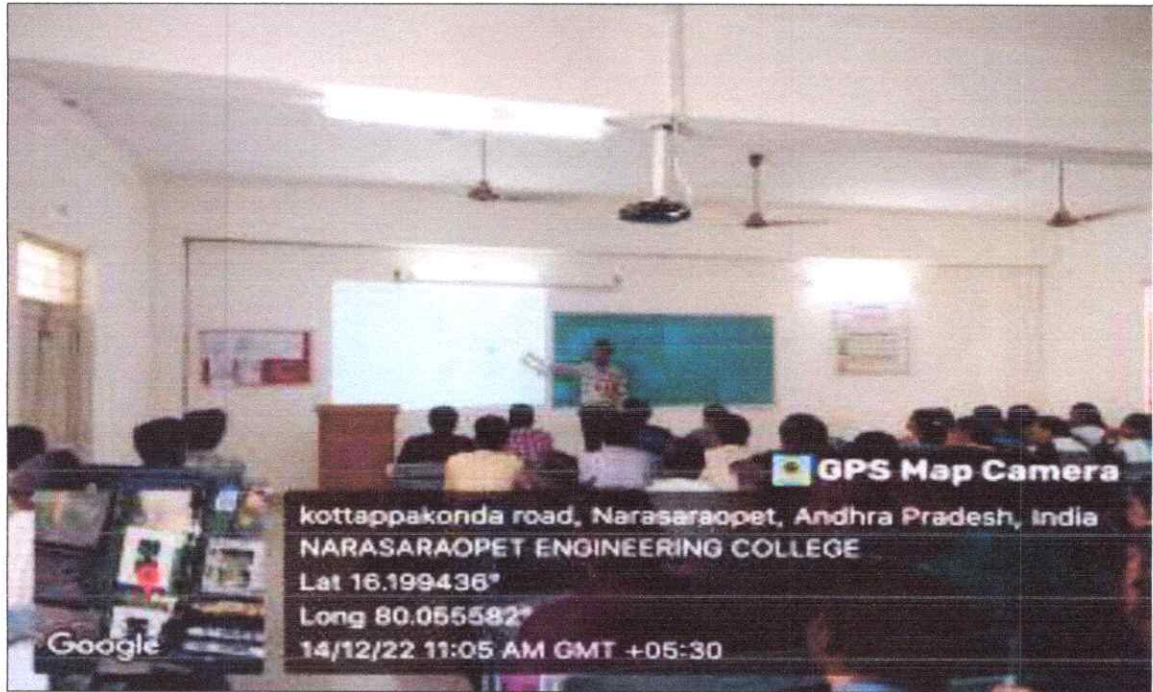 GPS Map Camera
kottappakonda road, Narasaraopet, Andhra Pradesh, India
NARASARAOPET ENGINEERING COLLEGE
Lat 16.199436°
Long 80.055582°
14/12/22 11:05 AM GMT +05:30
Google